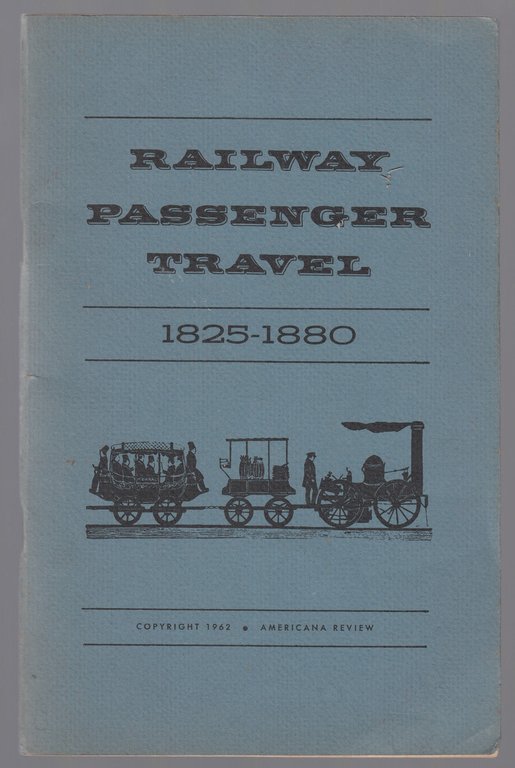 RAILWAY
PASSENGER
TRAVEL
1825-1880
COPYRIGHT 1962 • AMERICANA REVIEW